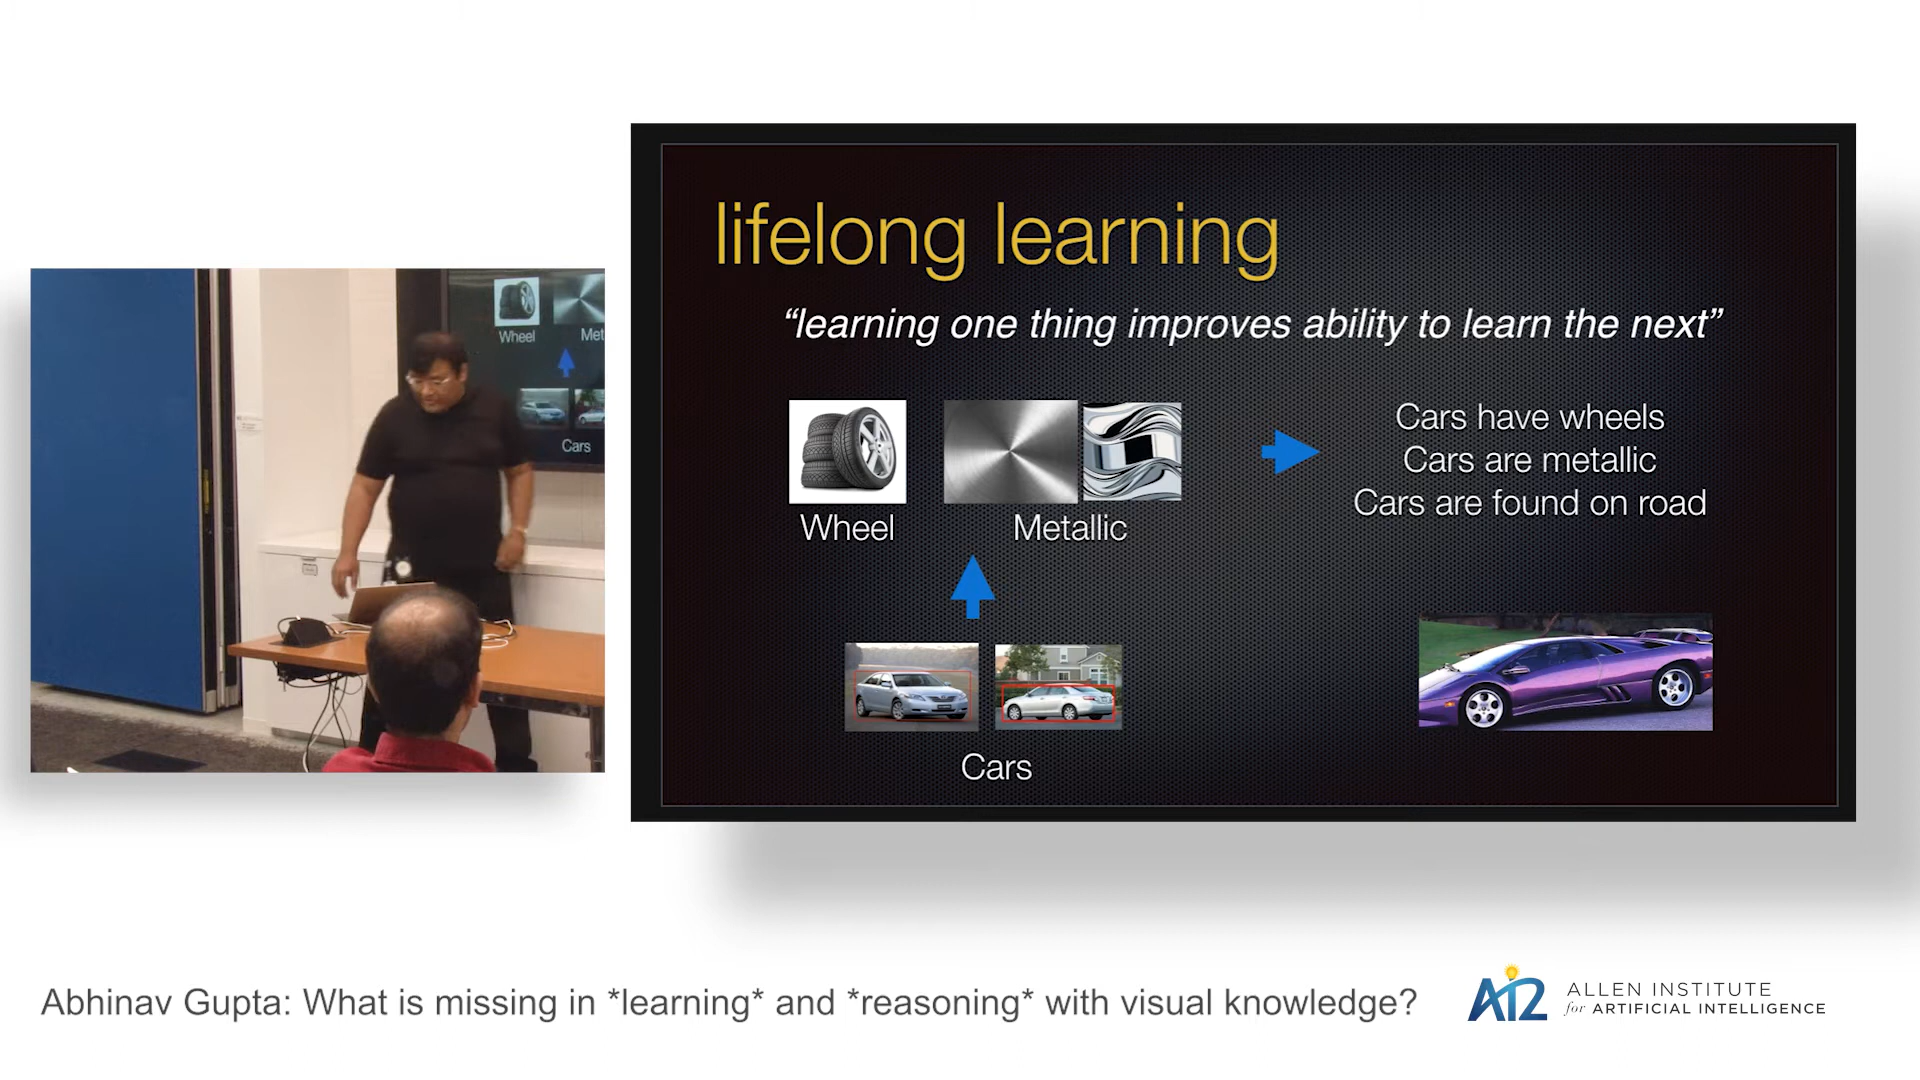 lifelong learning
“learning one thing improves ability to learn the next”
Wheel
Metallic
Cars have wheels
Cars are metallic
Cars are found on road
Cars
Wheel
Met
Cars
Abhinav Gupta: What is missing in *learning* and *reasoning* with visual knowledge?
AI2
ALLEN INSTITUTE
for ARTIFICIAL INTELLIGENCE